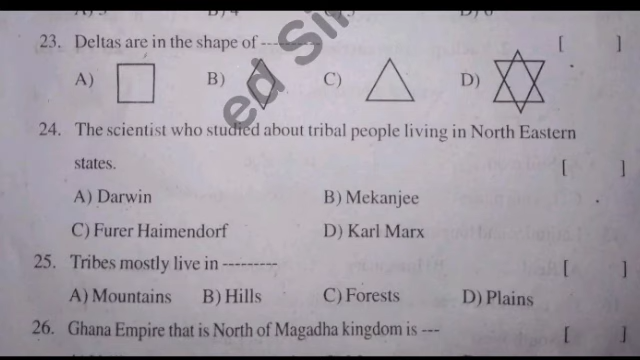 23. Deltas are in the shape of ----------- [ ]
A) B) C) D)
24. The scientist who studied about tribal people living in North Eastern
states. [ ]
A) Darwin B) Mekanjee
C) Furer Haimendorf D) Karl Marx
25. Tribes mostly live in --------- [ ]
A) Mountains B) Hills C) Forests D) Plains
26. Ghana Empire that is North of Magadha kingdom is --- [ ]